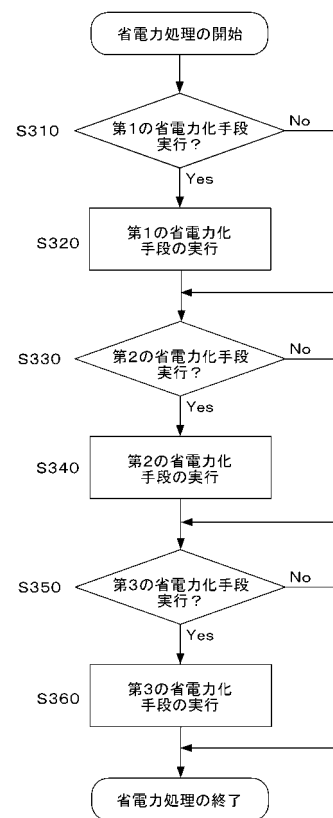 省電力処理の開始
S310
第1の省電力化手段
実行？
No
Yes
S320
第1の省電力化
手段の実行
S330
第2の省電力化手段
実行？
No
Yes
S340
第2の省電力化
手段の実行
S350
第3の省電力化手段
実行？
No
Yes
S360
第3の省電力化
手段の実行
省電力処理の終了